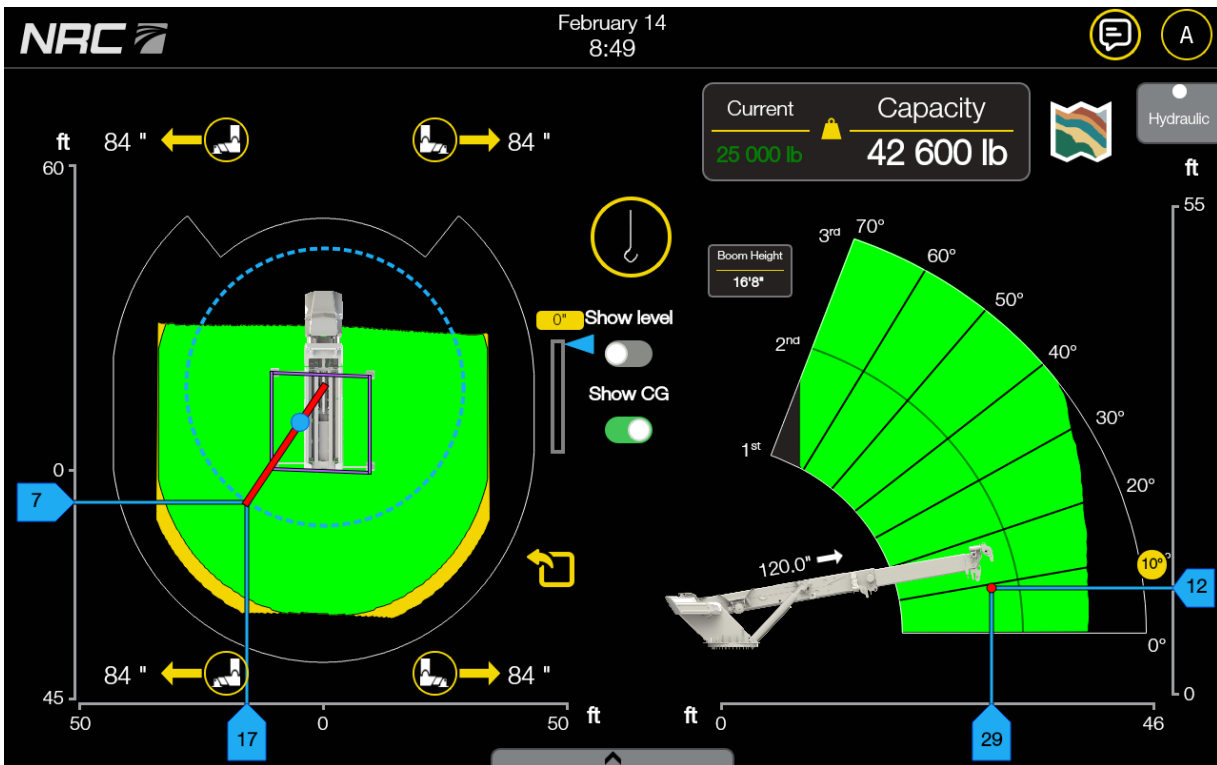 NRC
February 14
8:49
A
Hydraulic
Current
Capacity
25 000 lb
42 600 lb
ft
84 "
84 "
60
0
45
7
50
0
50
ft
17
84 "
84 "
0"
Show level
Show CG
Boom Height
16'8"
ft
55
3rd
70°
60°
50°
2nd
40°
30°
1st
20°
120.0"
10°
12
0°
0
ft
0
46
29